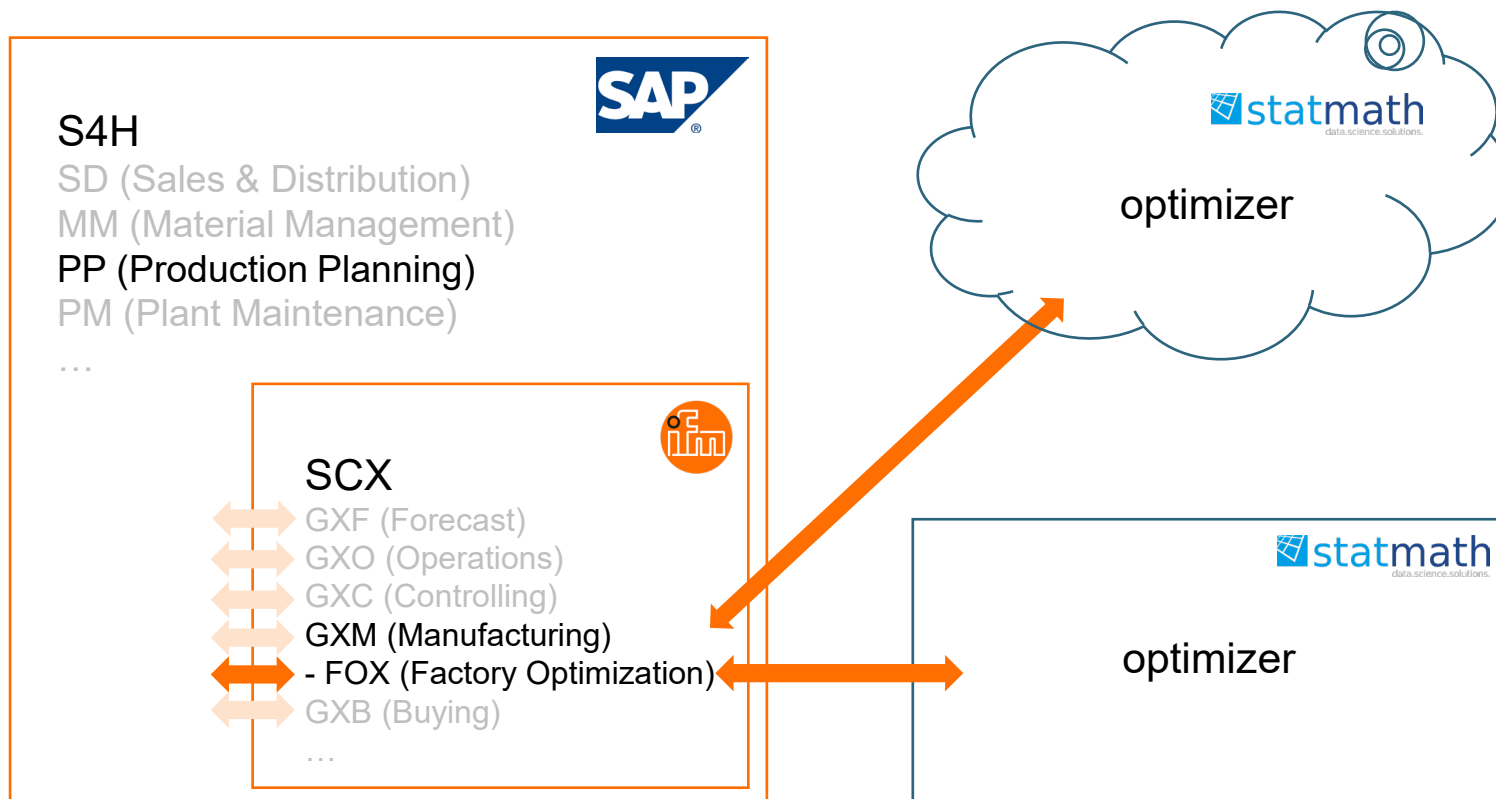 SAP
®
S4H
SD (Sales & Distribution)
MM (Material Management)
PP (Production Planning)
PM (Plant Maintenance)
…
ifm
SCX
GXF (Forecast)
GXO (Operations)
GXC (Controlling)
GXM (Manufacturing)
- FOX (Factory Optimization)
GXB (Buying)
…
statmath
data.science.solutions.
optimizer
statmath
data.science.solutions.
optimizer